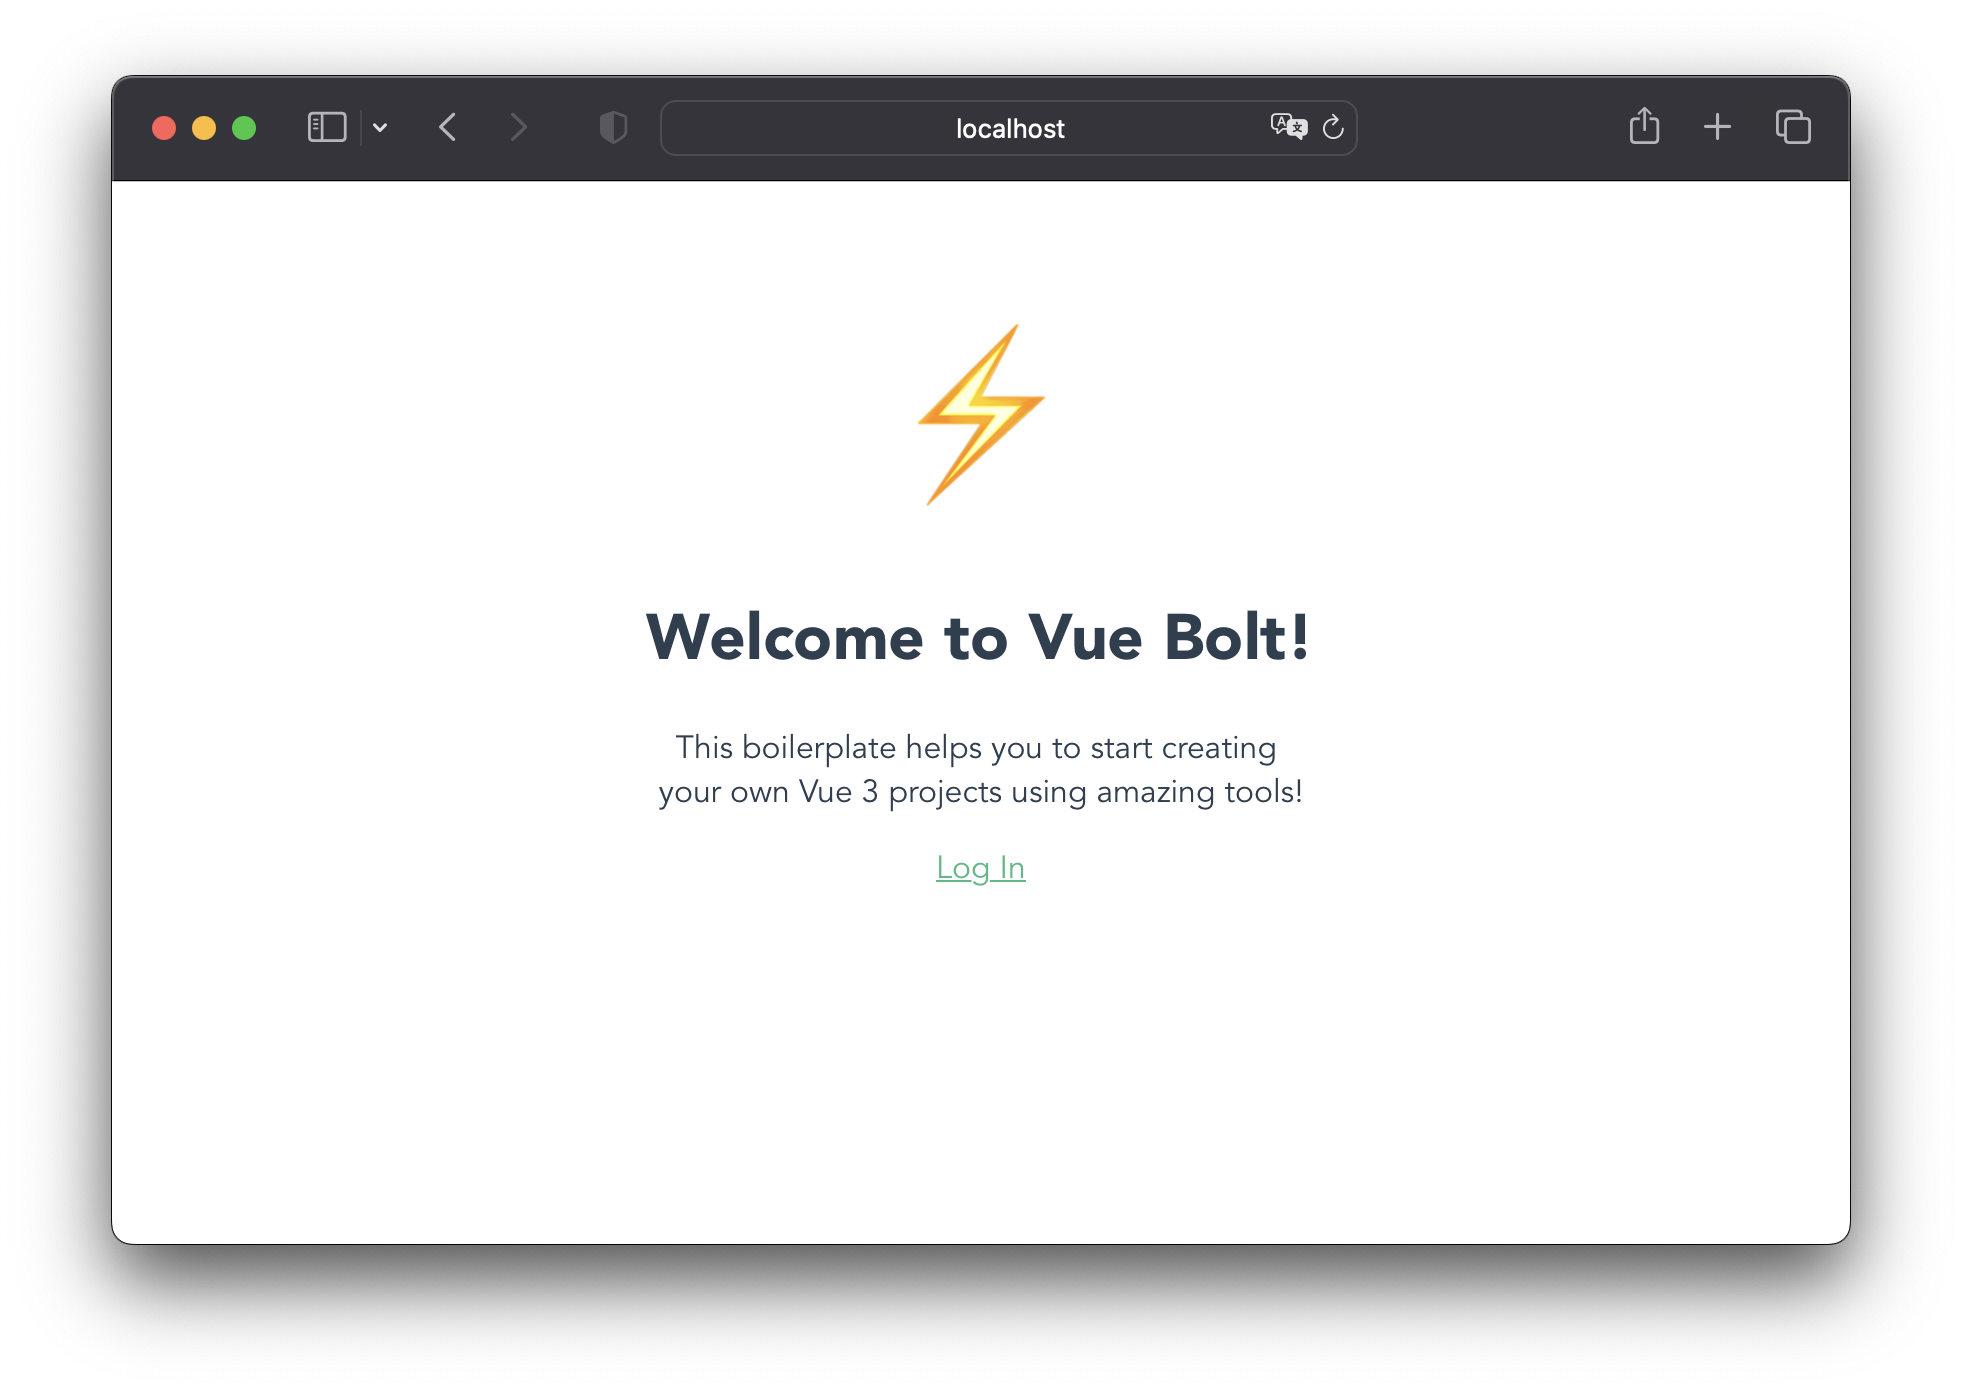 localhost
Welcome to Vue Bolt!
This boilerplate helps you to start creating
your own Vue 3 projects using amazing tools!
Log In